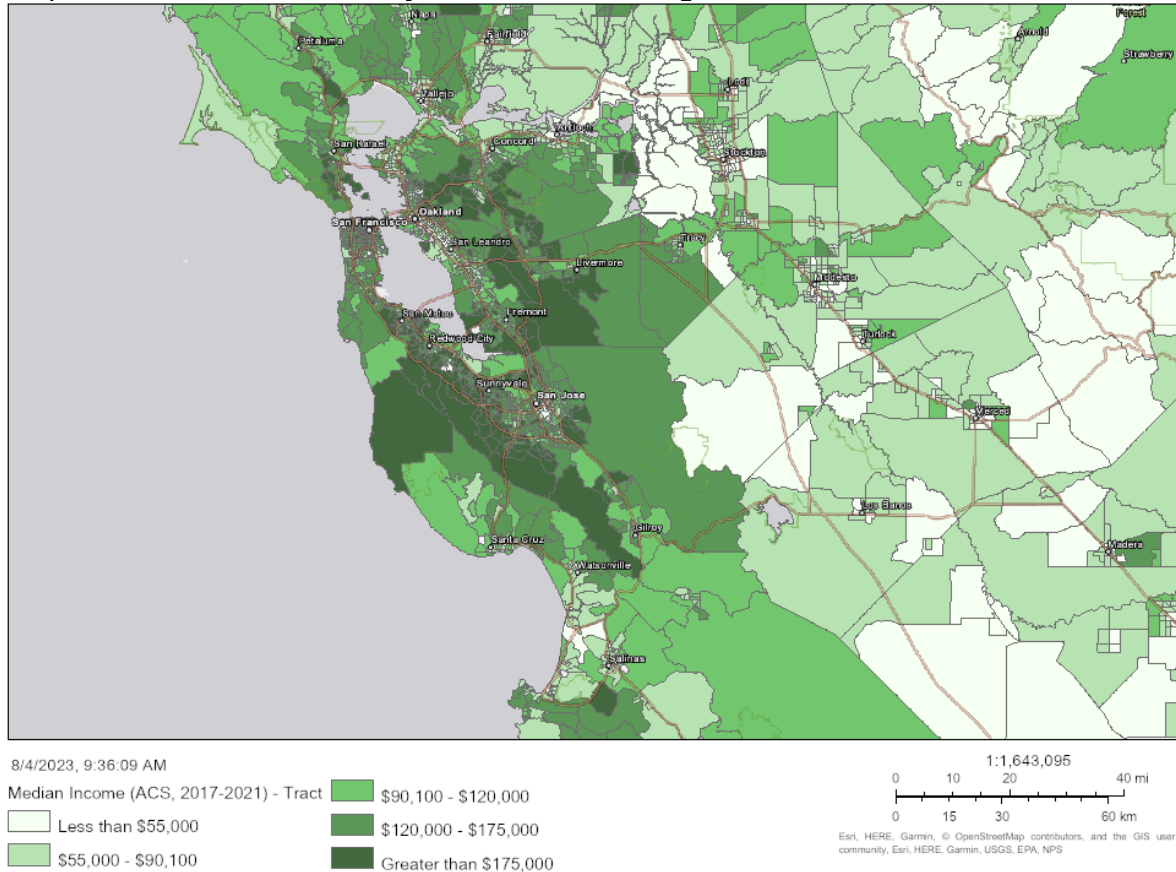 Napa
Forest
Petaluma
Fairfield
Arnold
Strawberry
Vallejo
Lodi
Antioch
San Rafael
Concord
Stockton
Oakland
San Francisco
San Leandro
Tracy
Livermore
Modesto
San Mateo
Fremont
Turlock
Redwood City
Sunnyvale
San Jose
Merced
Los Banos
Gilroy
Santa Cruz
Madera
Watsonville
Salinas
8/4/2023, 9:36:09 AM
Median Income (ACS, 2017-2021) - Tract
Less than $55,000
$55,000 - $90,100
$90,100 - $120,000
$120,000 - $175,000
Greater than $175,000
1:1,643,095
0 10 20 40 mi
0 15 30 60 km
Esri, HERE, Garmin, © OpenStreetMap contributors, and the GIS user
community, Esri, HERE, Garmin, USGS, EPA, NPS